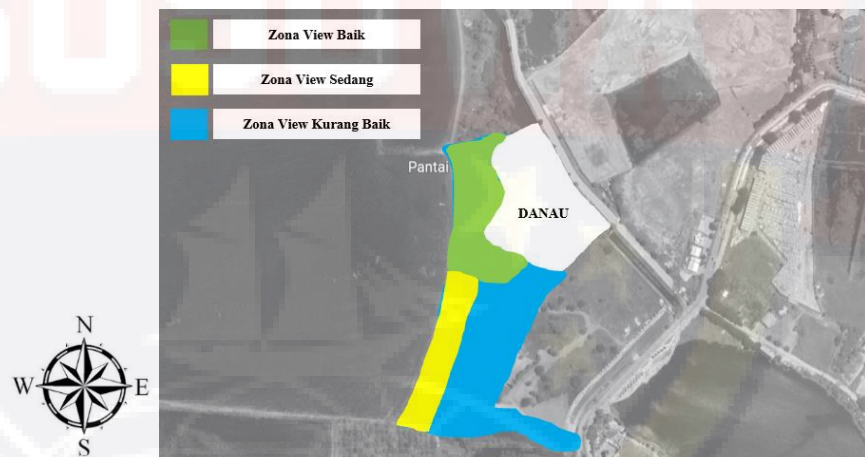 Zona View Baik
Zona View Sedang
Zona View Kurang Baik
Pantai
DANAU
N
W
E
S